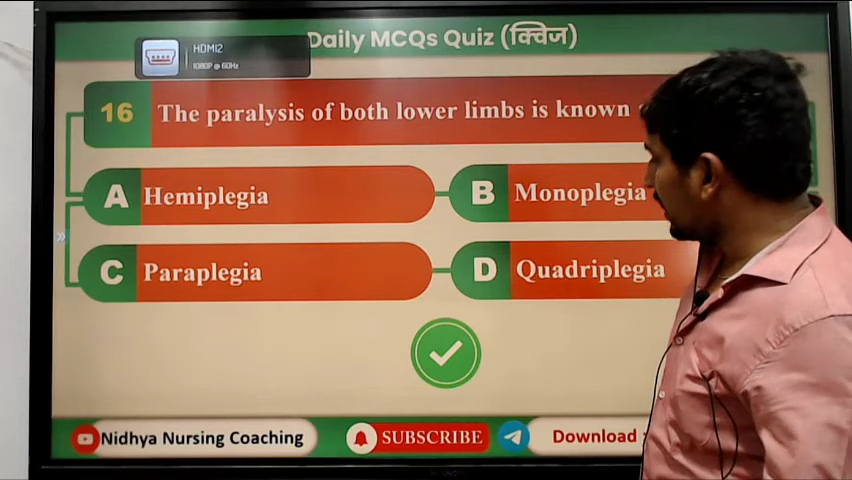 HDMI2
1080P @ 60Hz
Daily MCQs Quiz (क्विज)
16 The paralysis of both lower limbs is known
A Hemiplegia
B Monoplegia
C Paraplegia
D Quadriplegia
Nidhya Nursing Coaching
SUBSCRIBE
Download